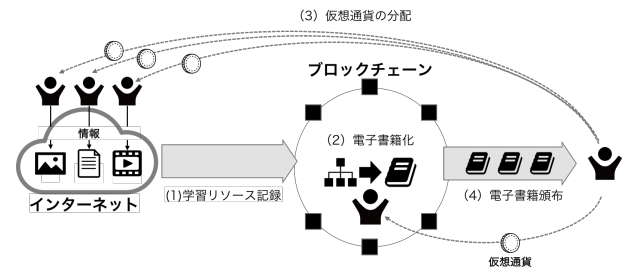 （3）仮想通貨の分配
ブロックチェーン
情報
（2）電子書籍化
インターネット
(1)学習リソース記録
（4）電子書籍頒布
仮想通貨